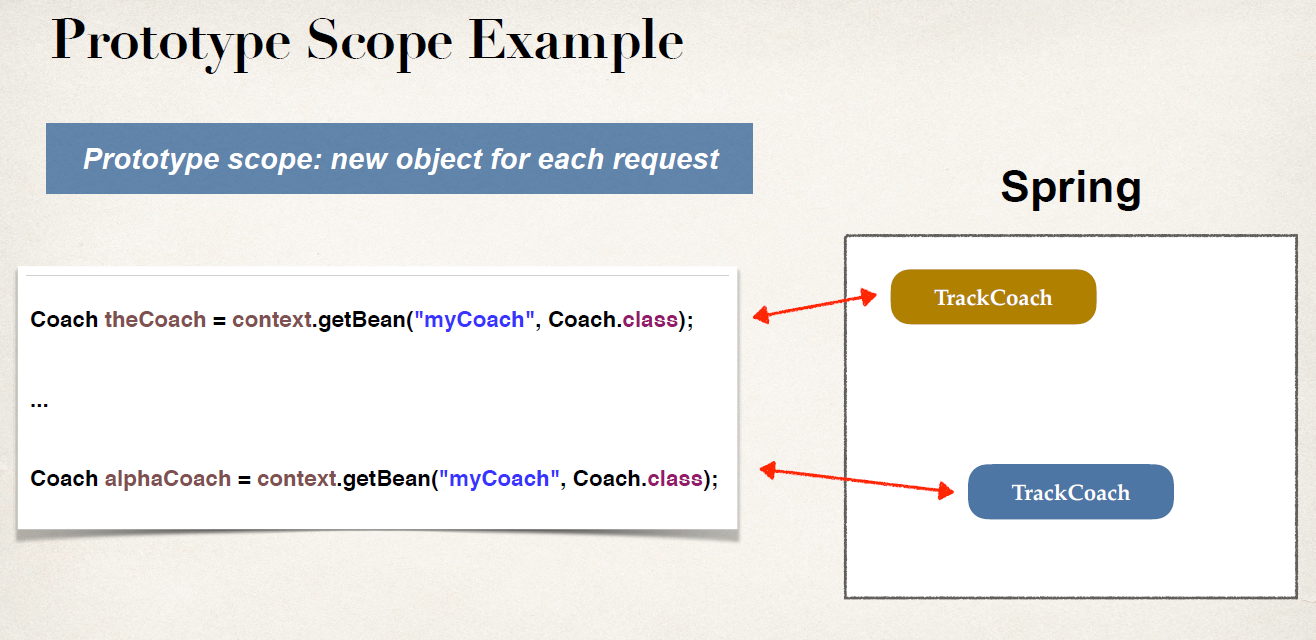 Prototype Scope Example
Prototype scope: new object for each request
Spring
Coach theCoach = context.getBean("myCoach", Coach.class);
...
Coach alphaCoach = context.getBean("myCoach", Coach.class);
TrackCoach
TrackCoach